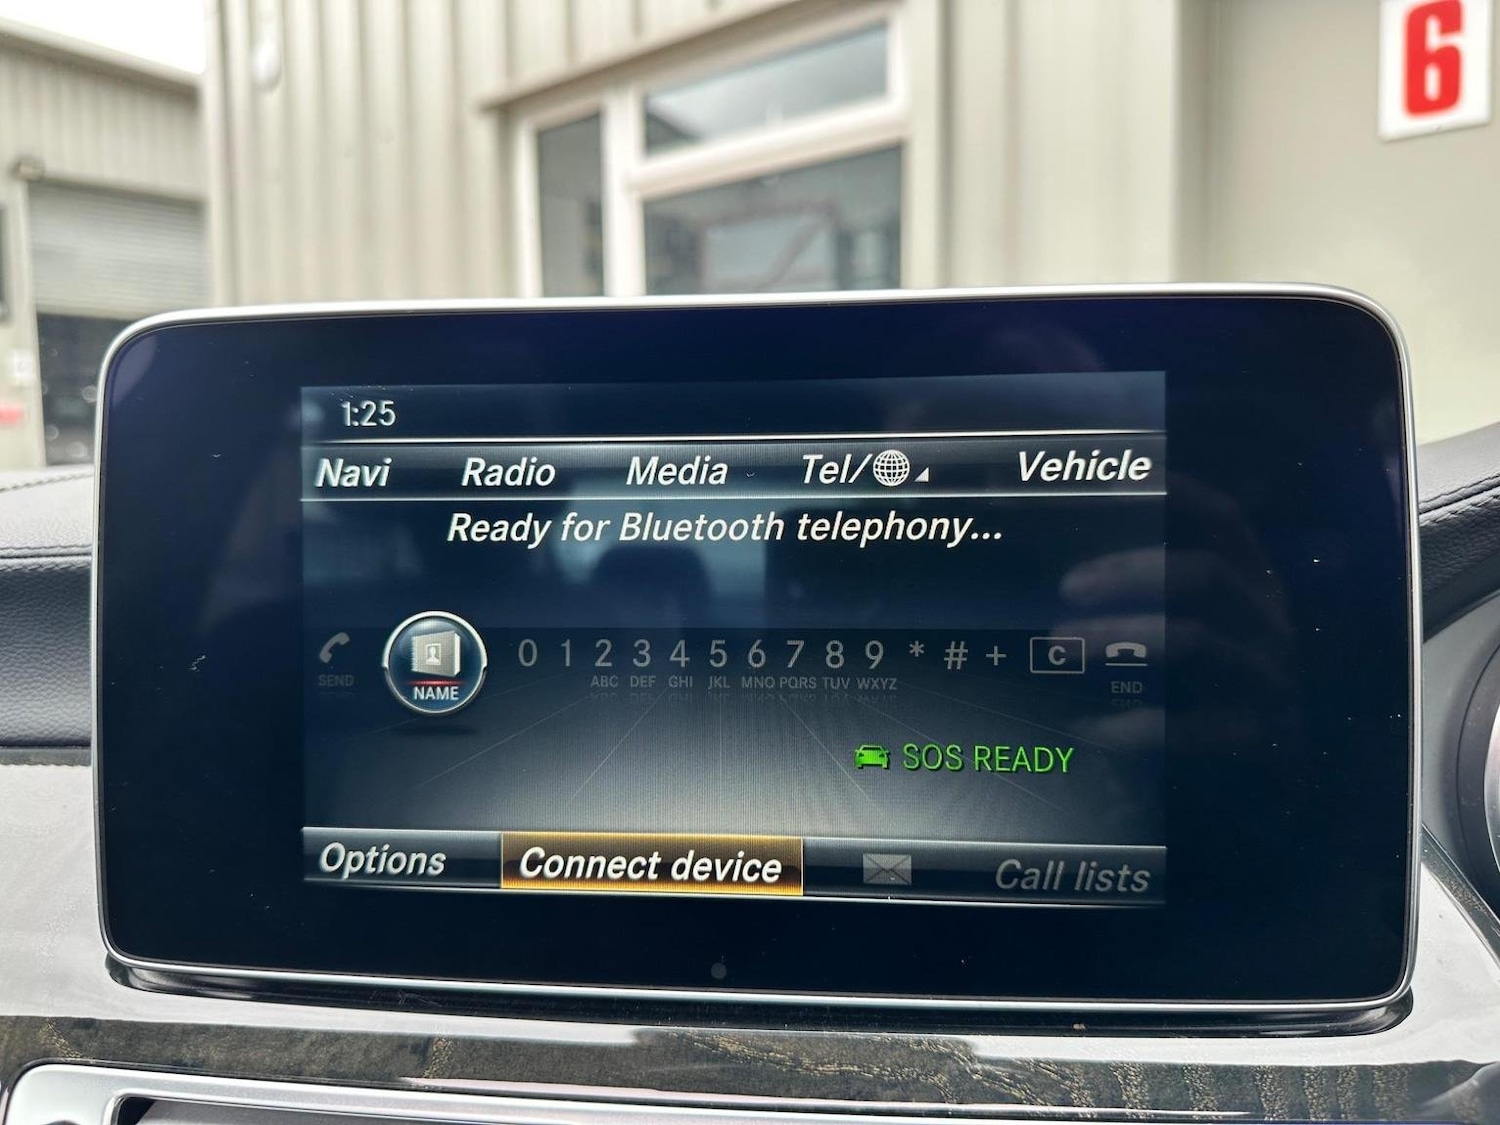 6
1:25
Navi Radio Media Tel/ Vehicle
Ready for Bluetooth telephony...
0 1 2 3 4 5 6 7 8 9 * # + C
SEND NAME ABC DEF GHI JKL MNO PQRS TUV WXYZ END
SOS READY
Options Connect device Call lists